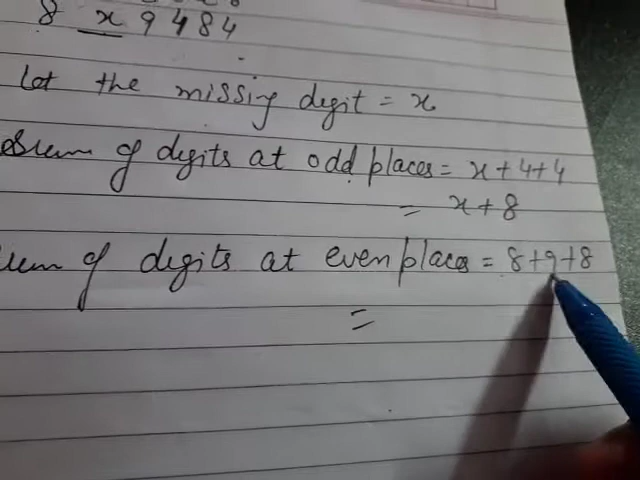 8 x 9 4 8 4
Let the missing digit = x
Sum of digits at odd places = x + 4 + 4
= x + 8
Sum of digits at even places = 8 + 9 + 8
=